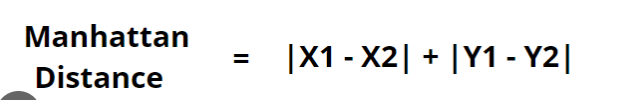 Manhattan
Distance
= |X1 - X2| + |Y1 - Y2|